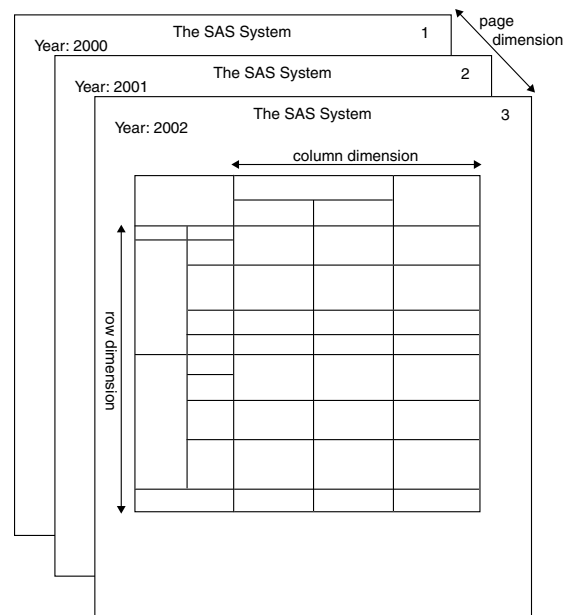 The SAS System 1
Year: 2000
page
dimension
The SAS System 2
Year: 2001
The SAS System 3
Year: 2002
column dimension
row dimension